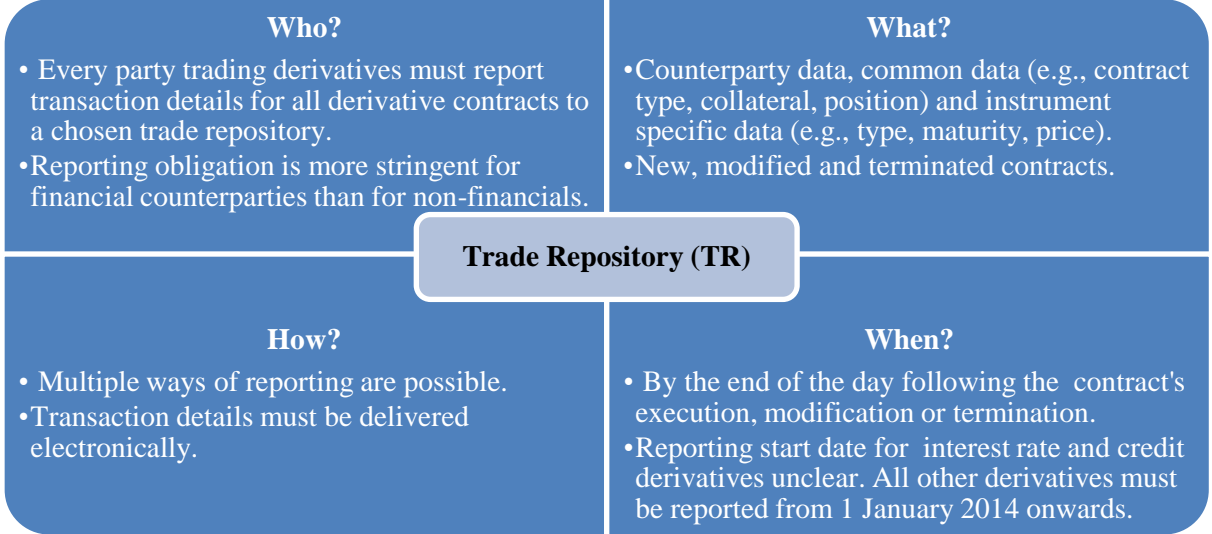 Who?
• Every party trading derivatives must report
transaction details for all derivative contracts to
a chosen trade repository.
•Reporting obligation is more stringent for
financial counterparties than for non-financials.
What?
•Counterparty data, common data (e.g., contract
type, collateral, position) and instrument
specific data (e.g., type, maturity, price).
•New, modified and terminated contracts.
Trade Repository (TR)
How?
• Multiple ways of reporting are possible.
•Transaction details must be delivered
electronically.
When?
• By the end of the day following the contract's
execution, modification or termination.
•Reporting start date for interest rate and credit
derivatives unclear. All other derivatives must
be reported from 1 January 2014 onwards.